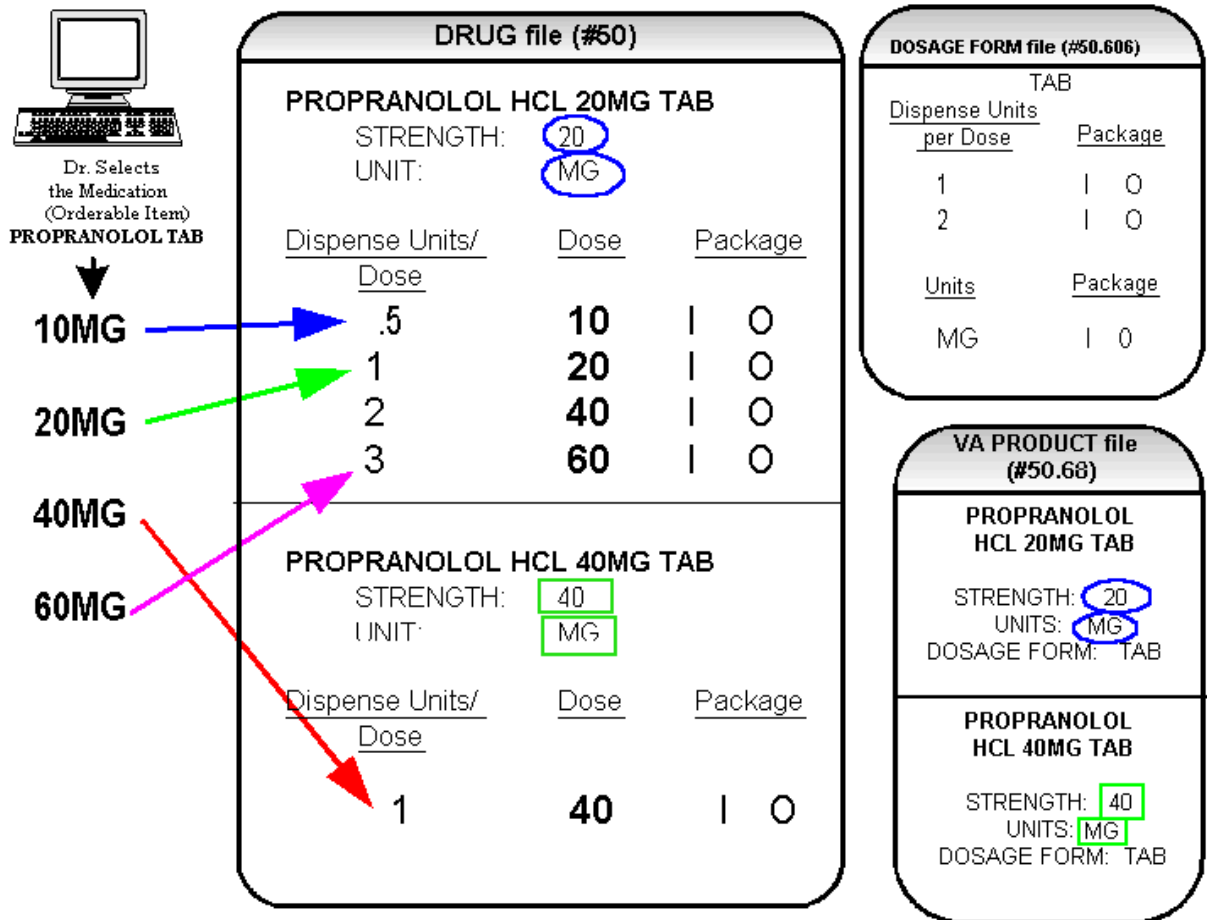 Dr. Selects
the Medication
(Orderable Item)
PROPRANOLOL TAB
10MG
20MG
40MG
60MG
DRUG file (#50)
PROPRANOLOL HCL 20MG TAB
STRENGTH: 20
UNIT: MG
Dispense Units/ Dose Package
Dose
.5 10 I O
1 20 I O
2 40 I O
3 60 I O
PROPRANOLOL HCL 40MG TAB
STRENGTH: 40
UNIT: MG
Dispense Units/ Dose Package
Dose
1 40 I O
DOSAGE FORM file (#50.606)
TAB
Dispense Units
per Dose Package
1 I O
2 I O
Units Package
MG I 0
VA PRODUCT file
(#50.68)
PROPRANOLOL
HCL 20MG TAB
STRENGTH: 20
UNITS: MG
DOSAGE FORM: TAB
PROPRANOLOL
HCL 40MG TAB
STRENGTH: 40
UNITS: MG
DOSAGE FORM: TAB